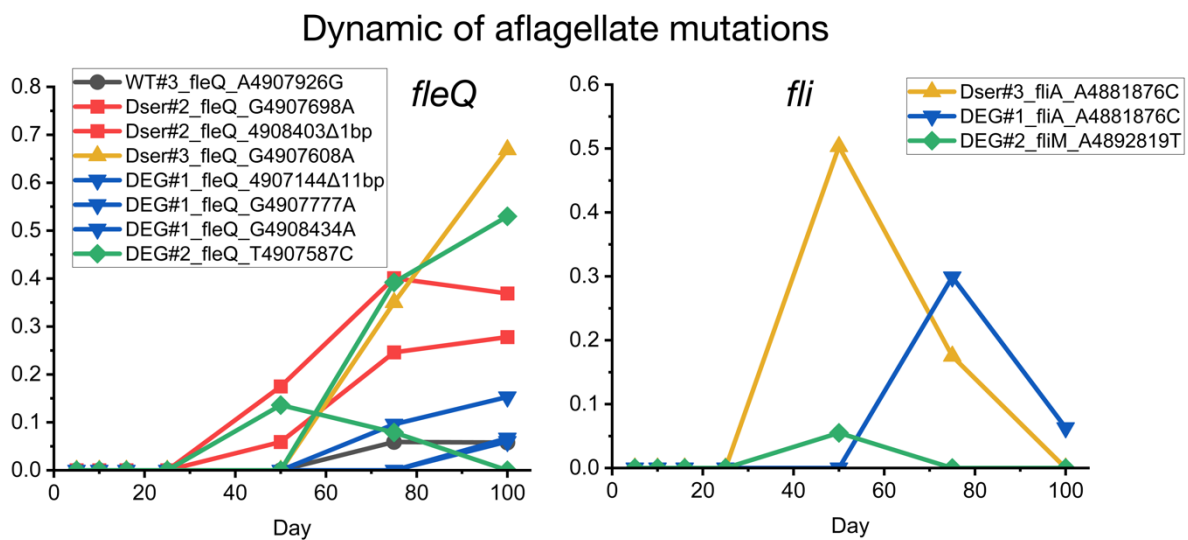 Dynamic of aflagellate mutations
fleQ
WT#3_fleQ_A4907926G
Dser#2_fleQ_G4907698A
Dser#2_fleQ_4908403Δ1bp
Dser#3_fleQ_G4907608A
DEG#1_fleQ_4907144Δ11bp
DEG#1_fleQ_G4907777A
DEG#1_fleQ_G4908434A
DEG#2_fleQ_T4907587C
0.8
0.7
0.6
0.5
0.4
0.3
0.2
0.1
0.0
0 20 40 60 80 100
Day
fli
Dser#3_fliA_A4881876C
DEG#1_fliA_A4881876C
DEG#2_fliM_A4892819T
0.6
0.5
0.4
0.3
0.2
0.1
0.0
0 20 40 60 80 100
Day